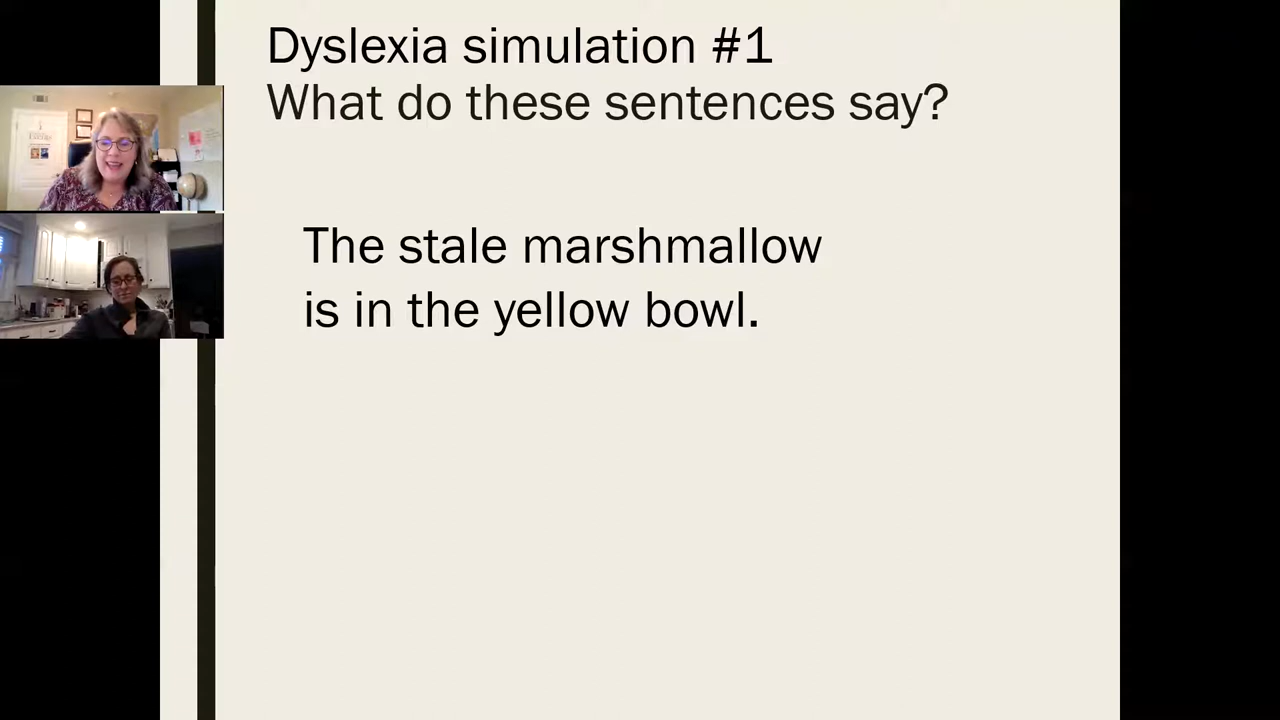 Dyslexia simulation #1
What do these sentences say?
The stale marshmallow
is in the yellow bowl.